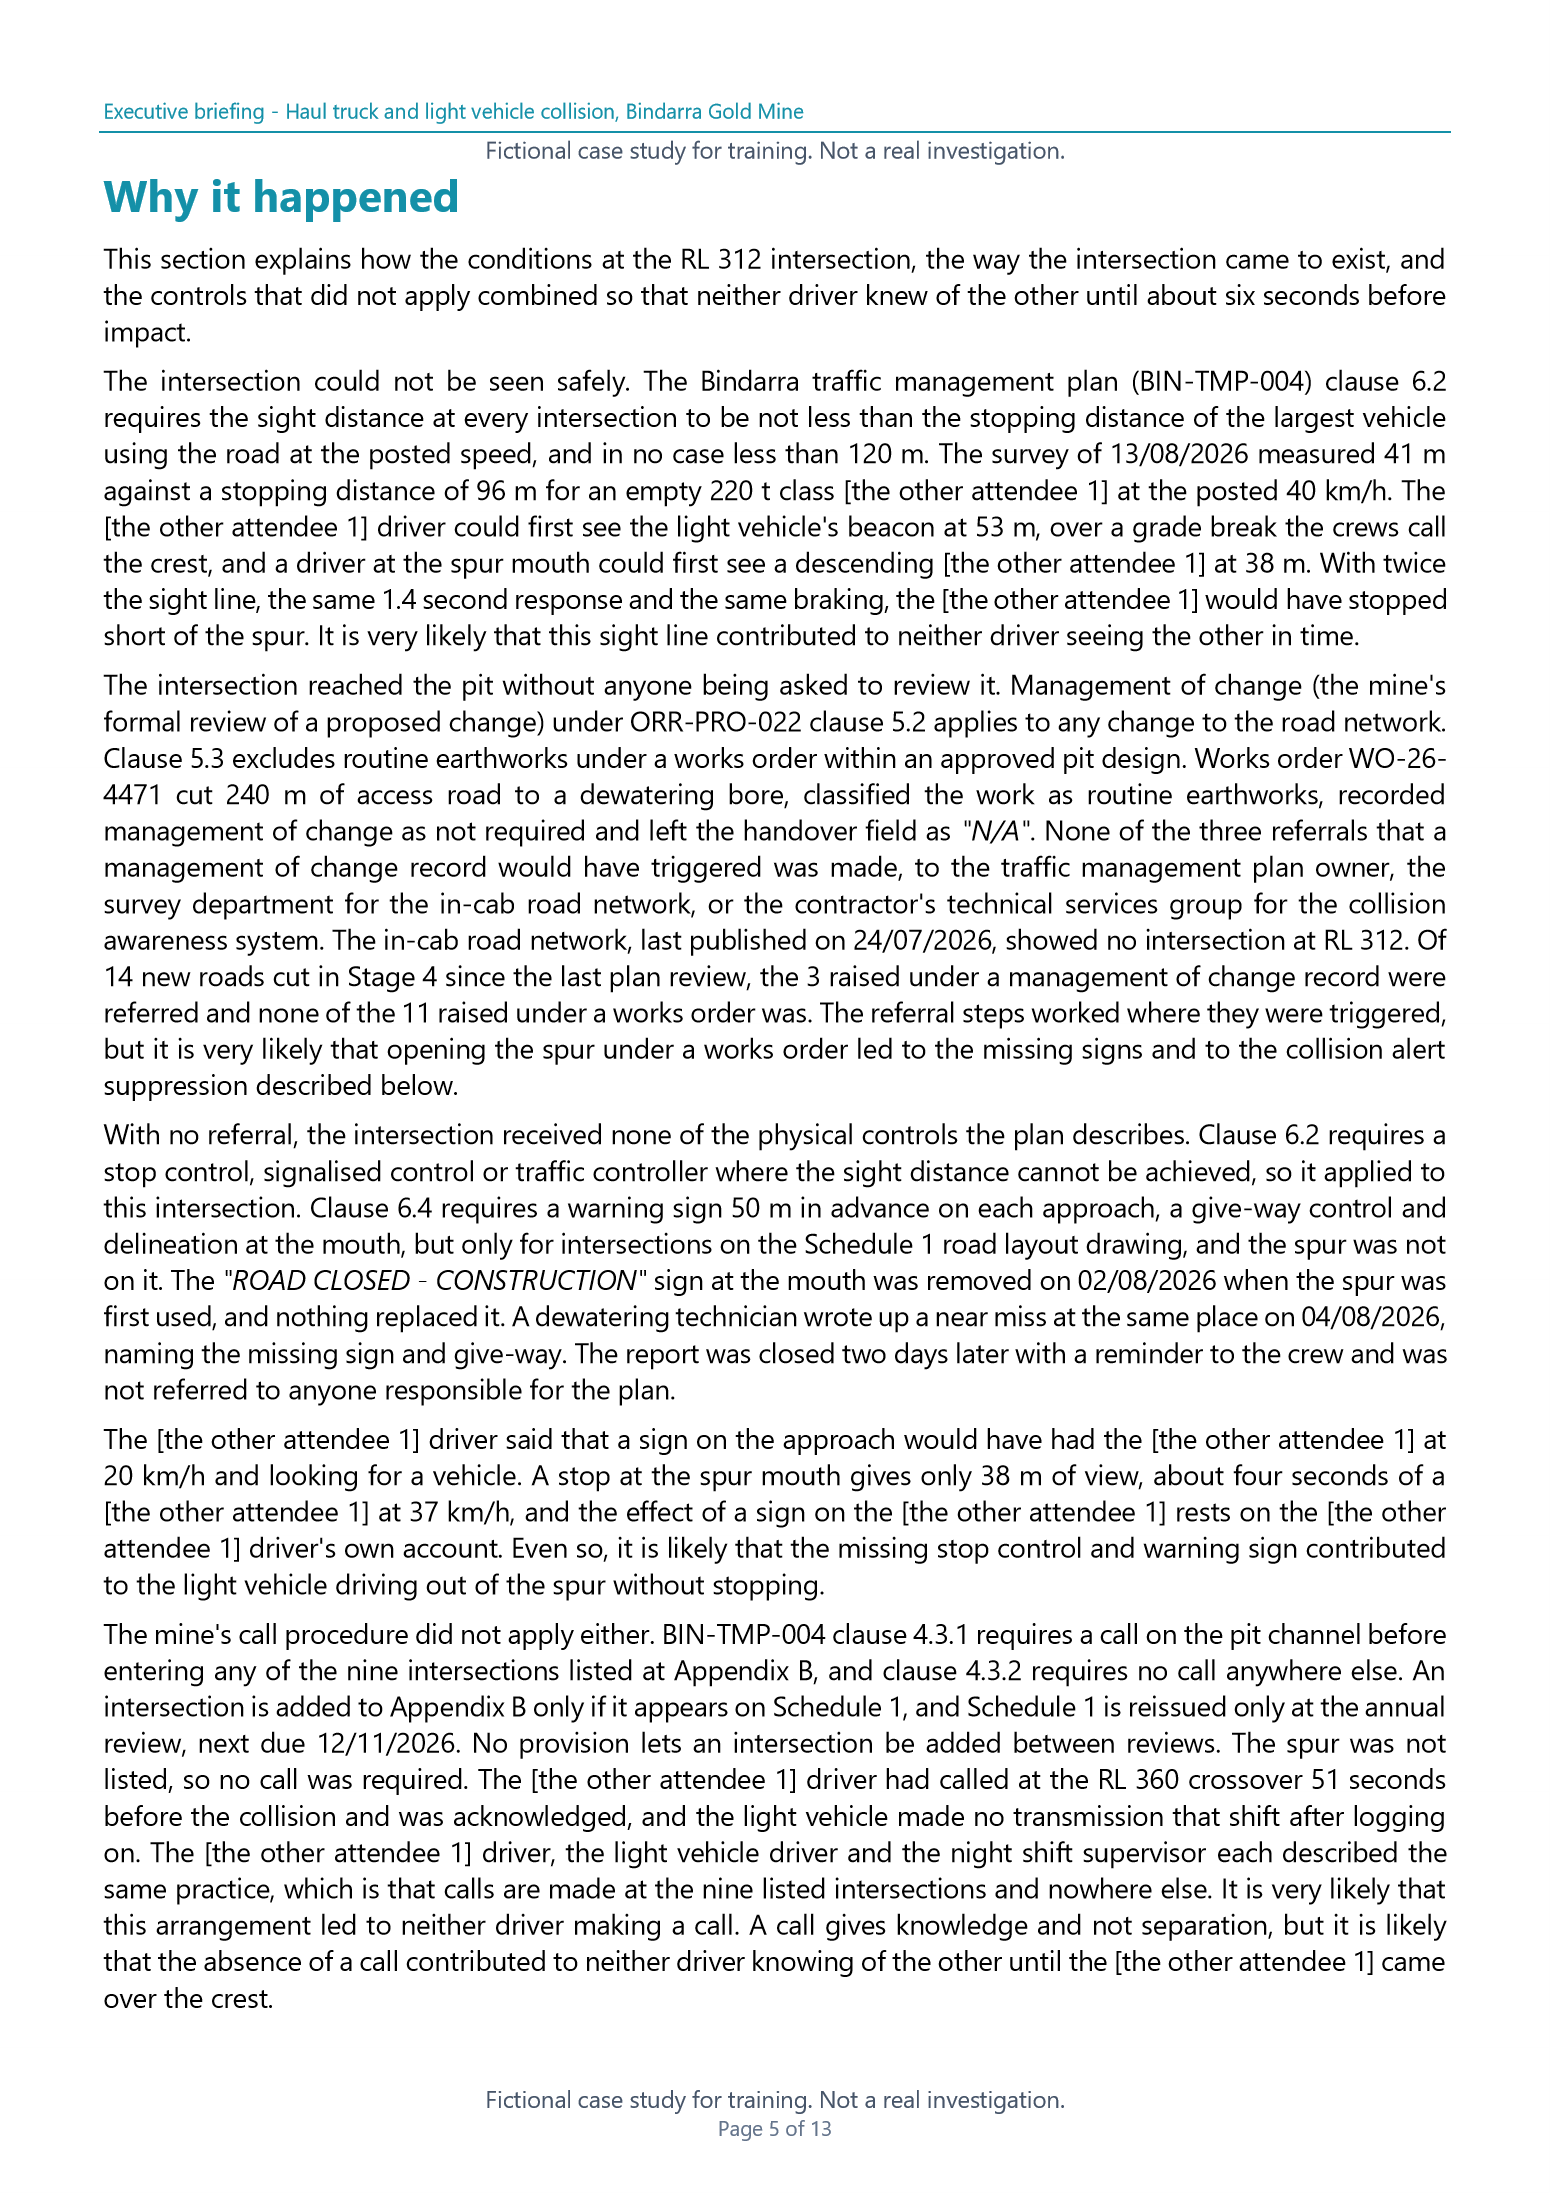 Executive briefing - Haul truck and light vehicle collision, Bindarra Gold Mine
Fictional case study for training. Not a real investigation.
Why it happened
This section explains how the conditions at the RL 312 intersection, the way the intersection came to exist, and
the controls that did not apply combined so that neither driver knew of the other until about six seconds before
impact.
The intersection could not be seen safely. The Bindarra traffic management plan (BIN-TMP-004) clause 6.2
requires the sight distance at every intersection to be not less than the stopping distance of the largest vehicle
using the road at the posted speed, and in no case less than 120 m. The survey of 13/08/2026 measured 41 m
against a stopping distance of 96 m for an empty 220 t class [the other attendee 1] at the posted 40 km/h. The
[the other attendee 1] driver could first see the light vehicle's beacon at 53 m, over a grade break the crews call
the crest, and a driver at the spur mouth could first see a descending [the other attendee 1] at 38 m. With twice
the sight line, the same 1.4 second response and the same braking, the [the other attendee 1] would have stopped
short of the spur. It is very likely that this sight line contributed to neither driver seeing the other in time.
The intersection reached the pit without anyone being asked to review it. Management of change (the mine's
formal review of a proposed change) under ORR-PRO-022 clause 5.2 applies to any change to the road network.
Clause 5.3 excludes routine earthworks under a works order within an approved pit design. Works order WO-26-
4471 cut 240 m of access road to a dewatering bore, classified the work as routine earthworks, recorded
management of change as not required and left the handover field as "N/A". None of the three referrals that a
management of change record would have triggered was made, to the traffic management plan owner, the
survey department for the in-cab road network, or the contractor's technical services group for the collision
awareness system. The in-cab road network, last published on 24/07/2026, showed no intersection at RL 312. Of
14 new roads cut in Stage 4 since the last plan review, the 3 raised under a management of change record were
referred and none of the 11 raised under a works order was. The referral steps worked where they were triggered,
but it is very likely that opening the spur under a works order led to the missing signs and to the collision alert
suppression described below.
With no referral, the intersection received none of the physical controls the plan describes. Clause 6.2 requires a
stop control, signalised control or traffic controller where the sight distance cannot be achieved, so it applied to
this intersection. Clause 6.4 requires a warning sign 50 m in advance on each approach, a give-way control and
delineation at the mouth, but only for intersections on the Schedule 1 road layout drawing, and the spur was not
on it. The "ROAD CLOSED - CONSTRUCTION" sign at the mouth was removed on 02/08/2026 when the spur was
first used, and nothing replaced it. A dewatering technician wrote up a near miss at the same place on 04/08/2026,
naming the missing sign and give-way. The report was closed two days later with a reminder to the crew and was
not referred to anyone responsible for the plan.
The [the other attendee 1] driver said that a sign on the approach would have had the [the other attendee 1] at
20 km/h and looking for a vehicle. A stop at the spur mouth gives only 38 m of view, about four seconds of a
[the other attendee 1] at 37 km/h, and the effect of a sign on the [the other attendee 1] rests on the [the other
attendee 1] driver's own account. Even so, it is likely that the missing stop control and warning sign contributed
to the light vehicle driving out of the spur without stopping.
The mine's call procedure did not apply either. BIN-TMP-004 clause 4.3.1 requires a call on the pit channel before
entering any of the nine intersections listed at Appendix B, and clause 4.3.2 requires no call anywhere else. An
intersection is added to Appendix B only if it appears on Schedule 1, and Schedule 1 is reissued only at the annual
review, next due 12/11/2026. No provision lets an intersection be added between reviews. The spur was not
listed, so no call was required. The [the other attendee 1] driver had called at the RL 360 crossover 51 seconds
before the collision and was acknowledged, and the light vehicle made no transmission that shift after logging
on. The [the other attendee 1] driver, the light vehicle driver and the night shift supervisor each described the
same practice, which is that calls are made at the nine listed intersections and nowhere else. It is very likely that
this arrangement led to neither driver making a call. A call gives knowledge and not separation, but it is likely
that the absence of a call contributed to neither driver knowing of the other until the [the other attendee 1] came
over the crest.
Fictional case study for training. Not a real investigation.
Page 5 of 13